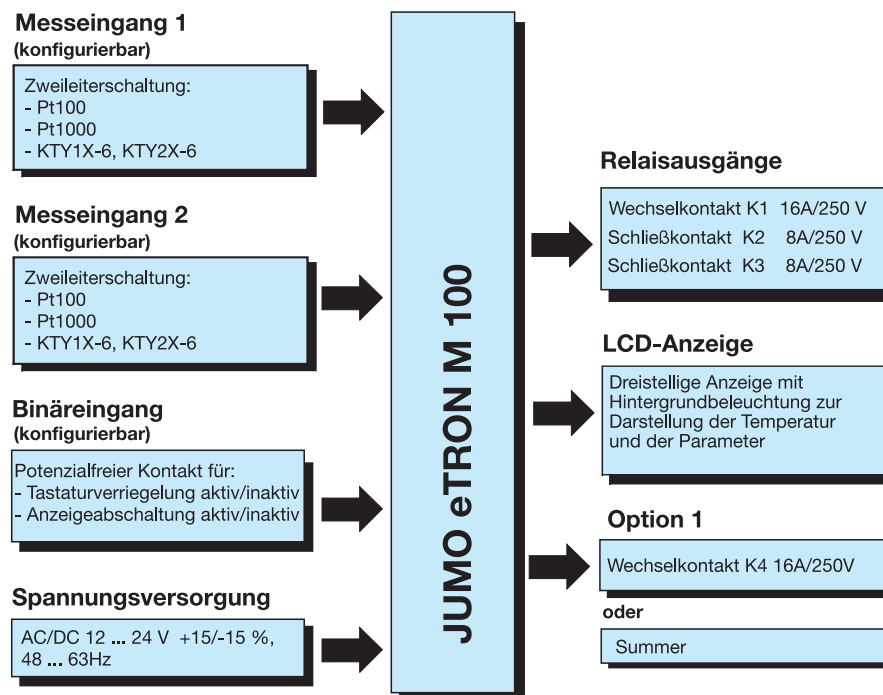 Messeingang 1
(konfigurierbar)
Zweileiterschaltung:
- Pt100
- Pt1000
- KTY1X-6, KTY2X-6
Messeingang 2
(konfigurierbar)
Zweileiterschaltung:
- Pt100
- Pt1000
- KTY1X-6, KTY2X-6
Binäreingang
(konfigurierbar)
Potenzialfreier Kontakt für:
- Tastaturverriegelung aktiv/inaktiv
- Anzeigeabschaltung aktiv/inaktiv
Spannungsversorgung
AC/DC 12 ... 24 V +15/-15 %,
48 ... 63Hz
JUMO eTRON M 100
Relaisausgänge
Wechselkontakt K1 16A/250 V
Schließkontakt K2 8A/250 V
Schließkontakt K3 8A/250 V
LCD-Anzeige
Dreistellige Anzeige mit
Hintergrundbeleuchtung zur
Darstellung der Temperatur
und der Parameter
Option 1
Wechselkontakt K4 16A/250V
oder
Summer